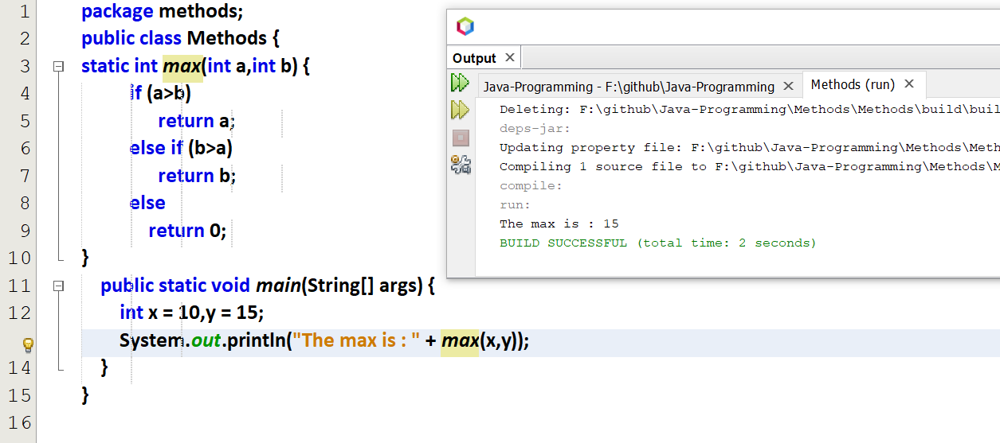 1 package methods;
2 public class Methods {
3 static int max(int a,int b) {
4 if (a>b)
5 return a;
6 else if (b>a)
7 return b;
8 else
9 return 0;
10 }
11 public static void main(String[] args) {
12 int x = 10,y = 15;
System.out.println("The max is : " + max(x,y));
14 }
15 }
16
Output ×
Java-Programming - F:\github\Java-Programming × Methods (run) ×
Deleting: F:\github\Java-Programming\Methods\Methods\build\buil
deps-jar:
Updating property file: F:\github\Java-Programming\Methods\Meth
Compiling 1 source file to F:\github\Java-Programming\Methods\M
compile:
run:
The max is : 15
BUILD SUCCESSFUL (total time: 2 seconds)